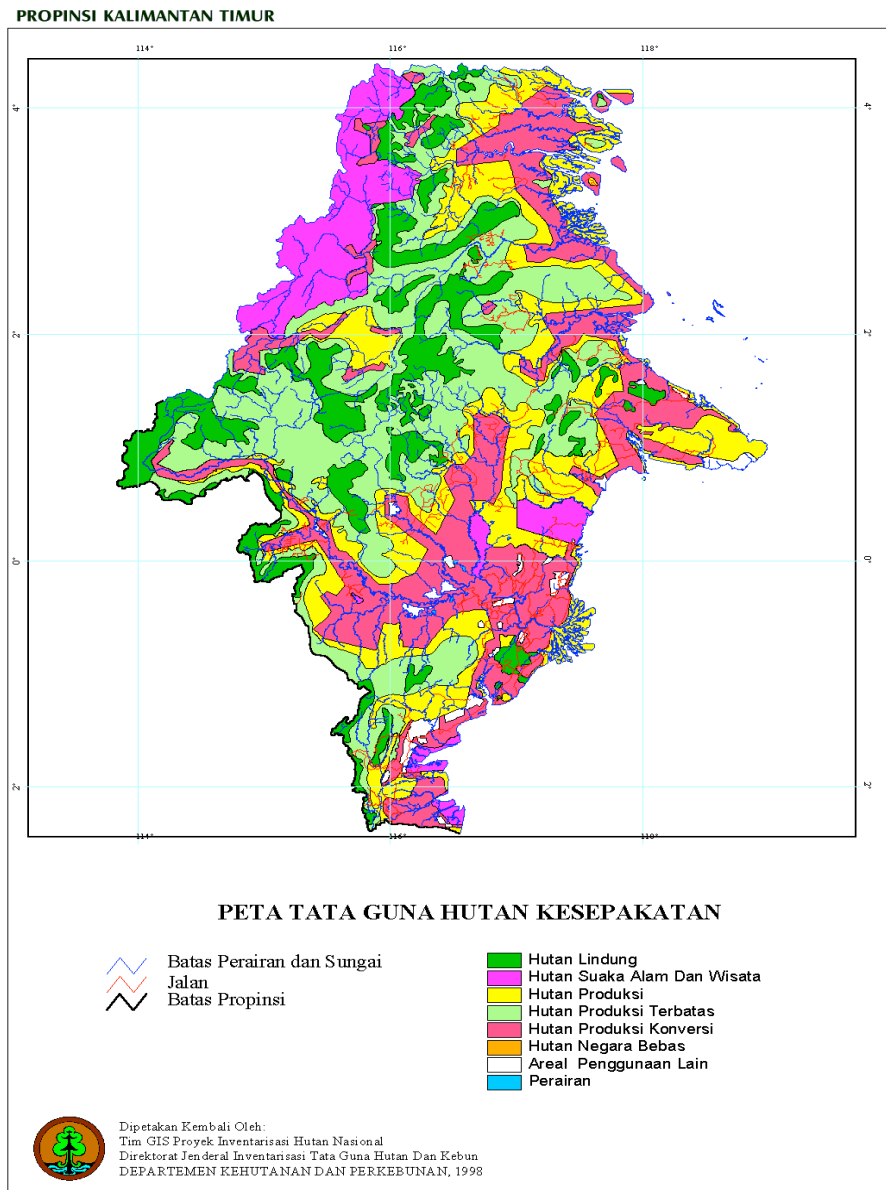 PROPINSI KALIMANTAN TIMUR
114° 116° 118°
4° 4°
2° 2°
0° 0°
2° 2°
114° 116° 118°
PETA TATA GUNA HUTAN KESEPAKATAN
Batas Perairan dan Sungai
Jalan
Batas Propinsi
Hutan Lindung
Hutan Suaka Alam Dan Wisata
Hutan Produksi
Hutan Produksi Terbatas
Hutan Produksi Konversi
Hutan Negara Bebas
Areal Penggunaan Lain
Perairan
Dipetakan Kembali Oleh:
Tim GIS Proyek Inventarisasi Hutan Nasional
Direktorat Jenderal Inventarisasi Tata Guna Hutan Dan Kebun
DEPARTEMEN KEHUTANAN DAN PERKEBUNAN, 1998